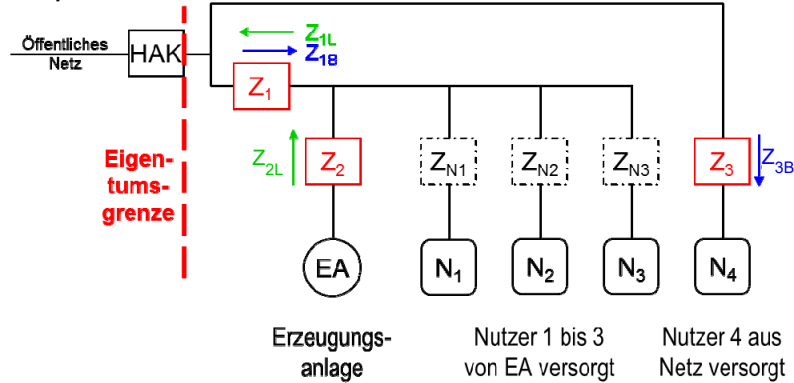 Öffentliches
Netz
HAK
Z1L
Z1B
Z1
Eigen-
tums-
grenze
Z2L
Z2
ZN1
ZN2
ZN3
Z3
Z3B
EA
N1
N2
N3
N4
Erzeugungs-
anlage
Nutzer 1 bis 3
von EA versorgt
Nutzer 4 aus
Netz versorgt